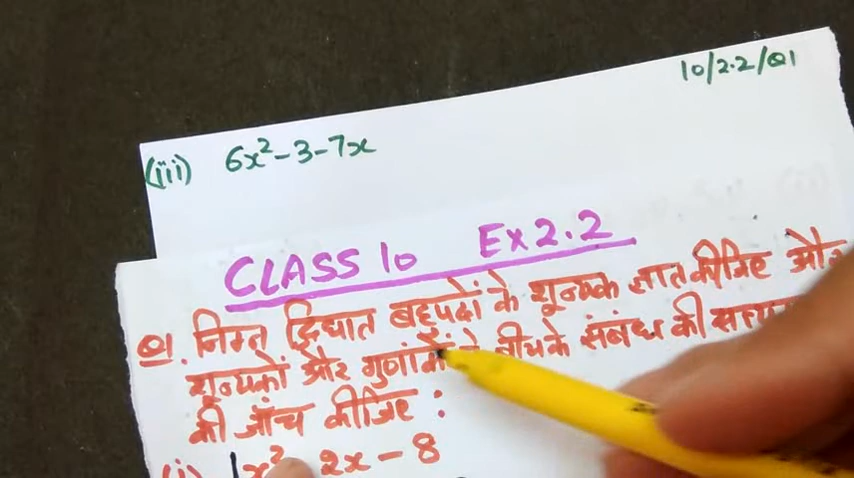 10/2.2/Q1
(iii) 6x²-3-7x
CLASS 10 Ex 2.2
Q1. निम्न द्विघात बहुपदों के शून्यक ज्ञात कीजिए और
शून्यकों और गुणांकों के बीच के संबंध की
की जाँच कीजिए :
(i) x² 2x - 8